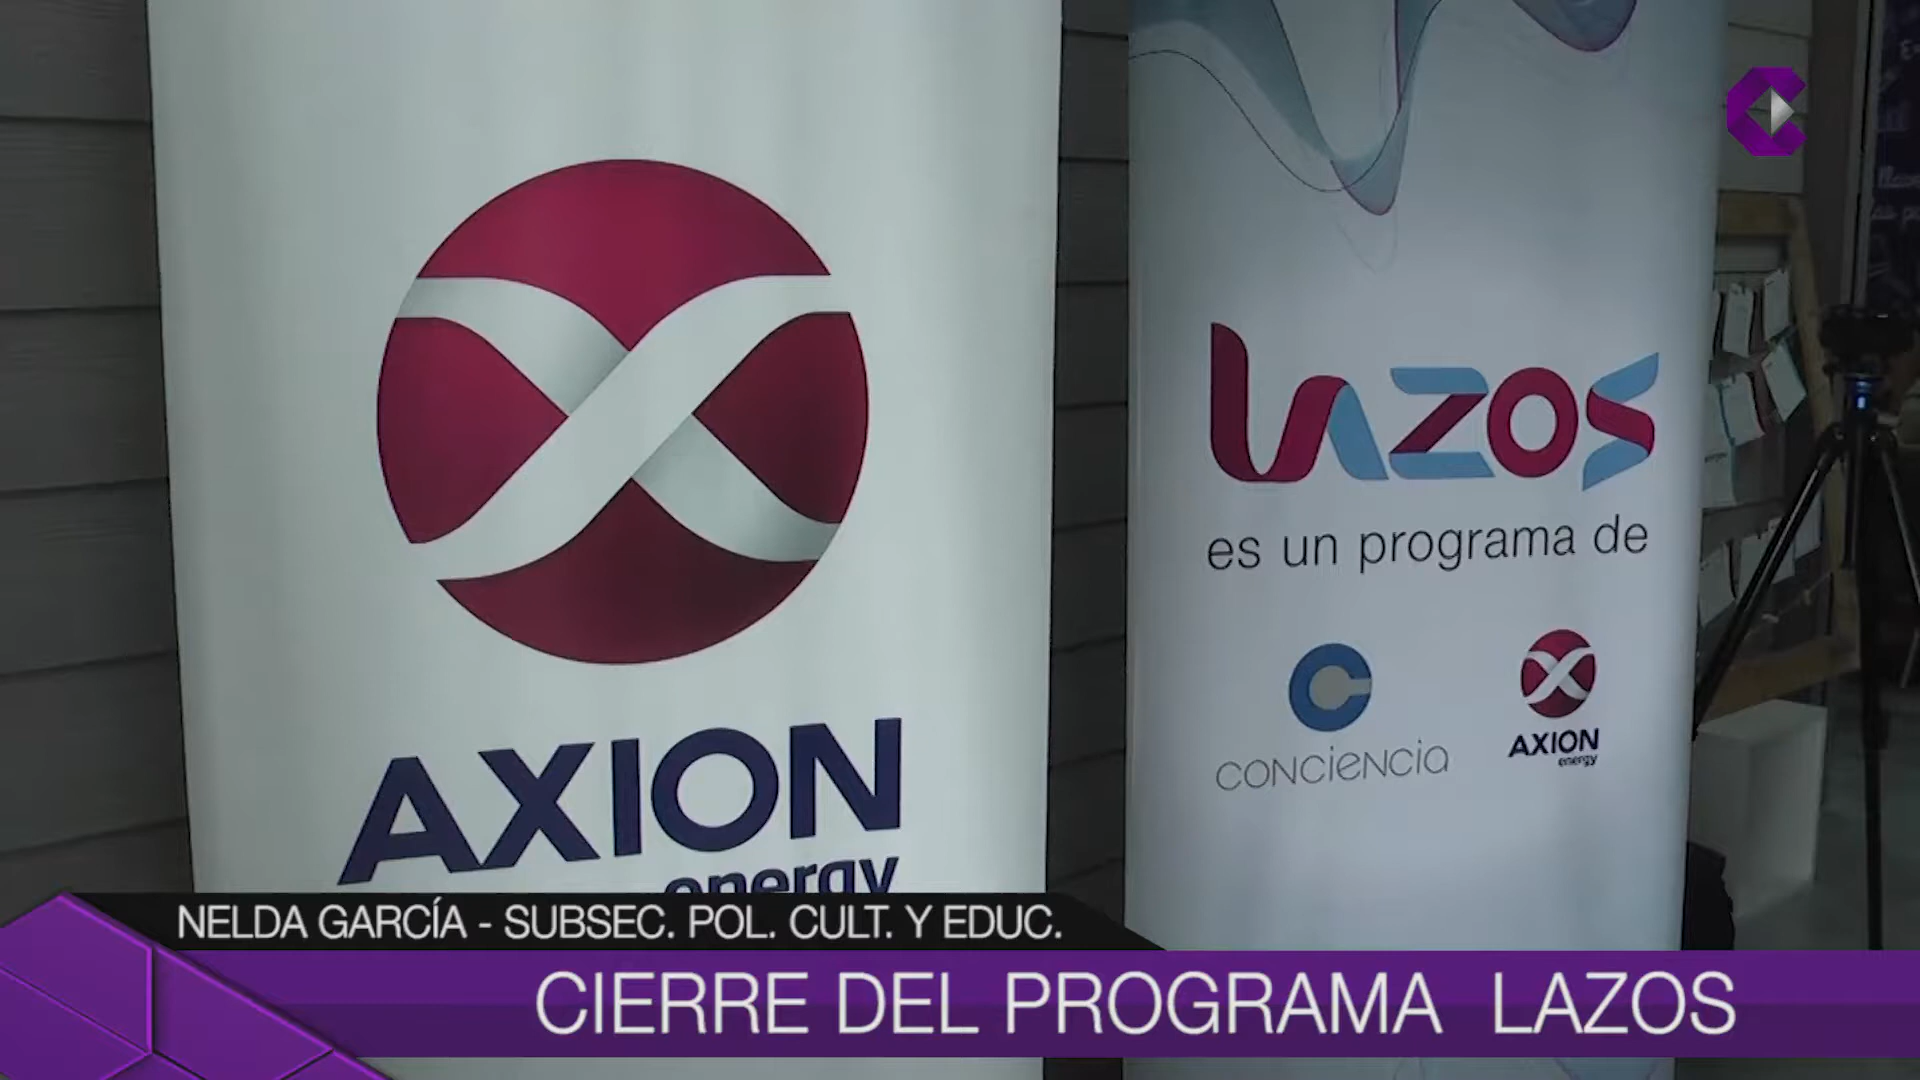 AXION
energy
LAZOS
es un programa de
CONCIENCIA
AXION
energy
NELDA GARCÍA - SUBSEC. POL. CULT. Y EDUC.
CIERRE DEL PROGRAMA LAZOS